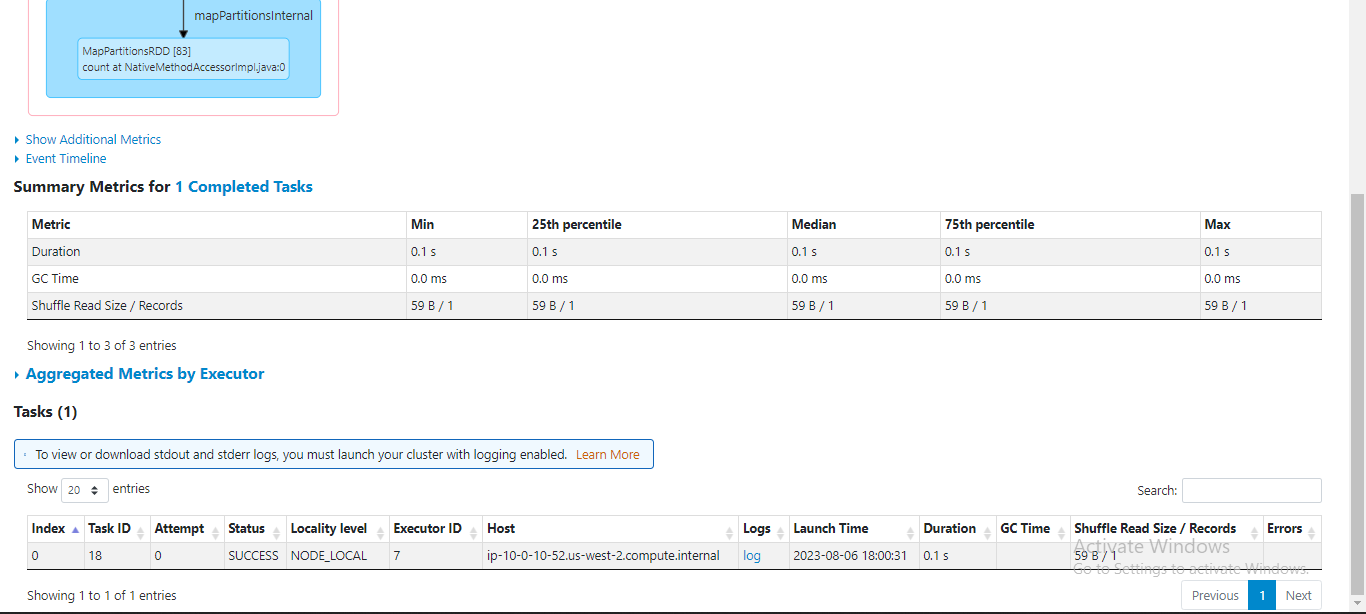 mapPartitionsInternal
MapPartitionsRDD [83]
count at NativeMethodAccessorImpl.java:0
Show Additional Metrics
Event Timeline
Summary Metrics for 1 Completed Tasks
Metric Min 25th percentile Median 75th percentile Max
Duration 0.1 s 0.1 s 0.1 s 0.1 s 0.1 s
GC Time 0.0 ms 0.0 ms 0.0 ms 0.0 ms 0.0 ms
Shuffle Read Size / Records 59 B / 1 59 B / 1 59 B / 1 59 B / 1 59 B / 1
Showing 1 to 3 of 3 entries
Aggregated Metrics by Executor
Tasks (1)
To view or download stdout and stderr logs, you must launch your cluster with logging enabled. Learn More
Show 20 entries Search:
Index Task ID Attempt Status Locality level Executor ID Host Logs Launch Time Duration GC Time Shuffle Read Size / Records Errors
0 18 0 SUCCESS NODE_LOCAL 7 ip-10-0-10-52.us-west-2.compute.internal log 2023-08-06 18:00:31 0.1 s 59 B / 1
Activate Windows
Go to Settings to activate Windows.
Showing 1 to 1 of 1 entries Previous 1 Next